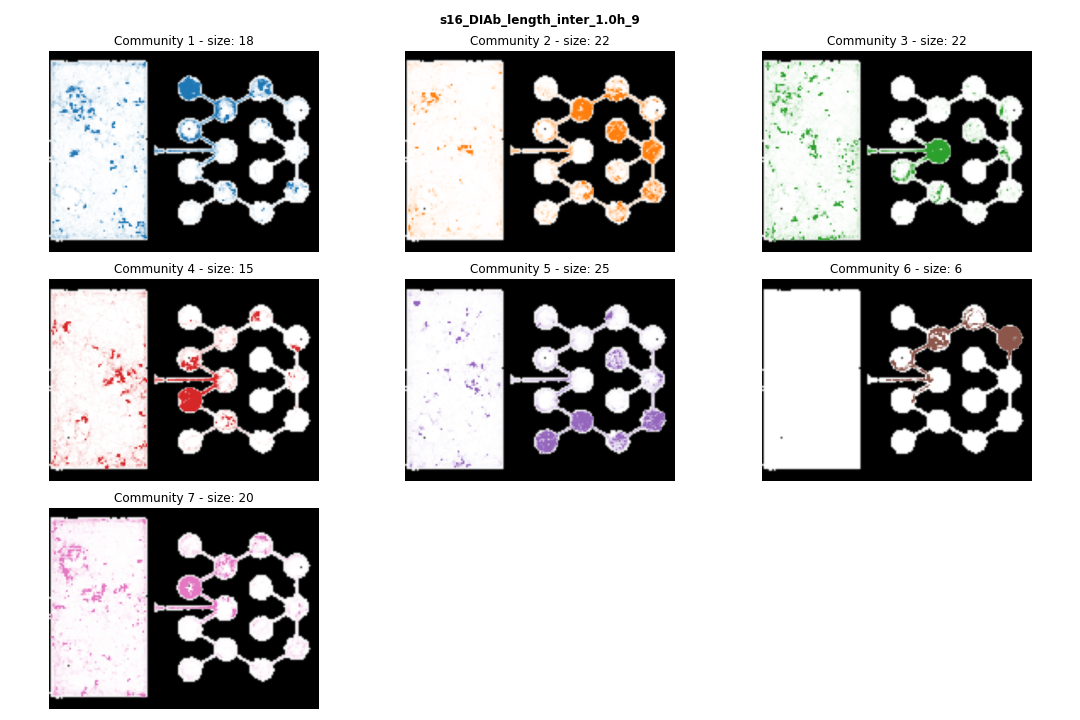 s16_DIAb_length_inter_1.0h_9
Community 1 - size: 18
Community 2 - size: 22
Community 3 - size: 22
Community 4 - size: 15
Community 5 - size: 25
Community 6 - size: 6
Community 7 - size: 20